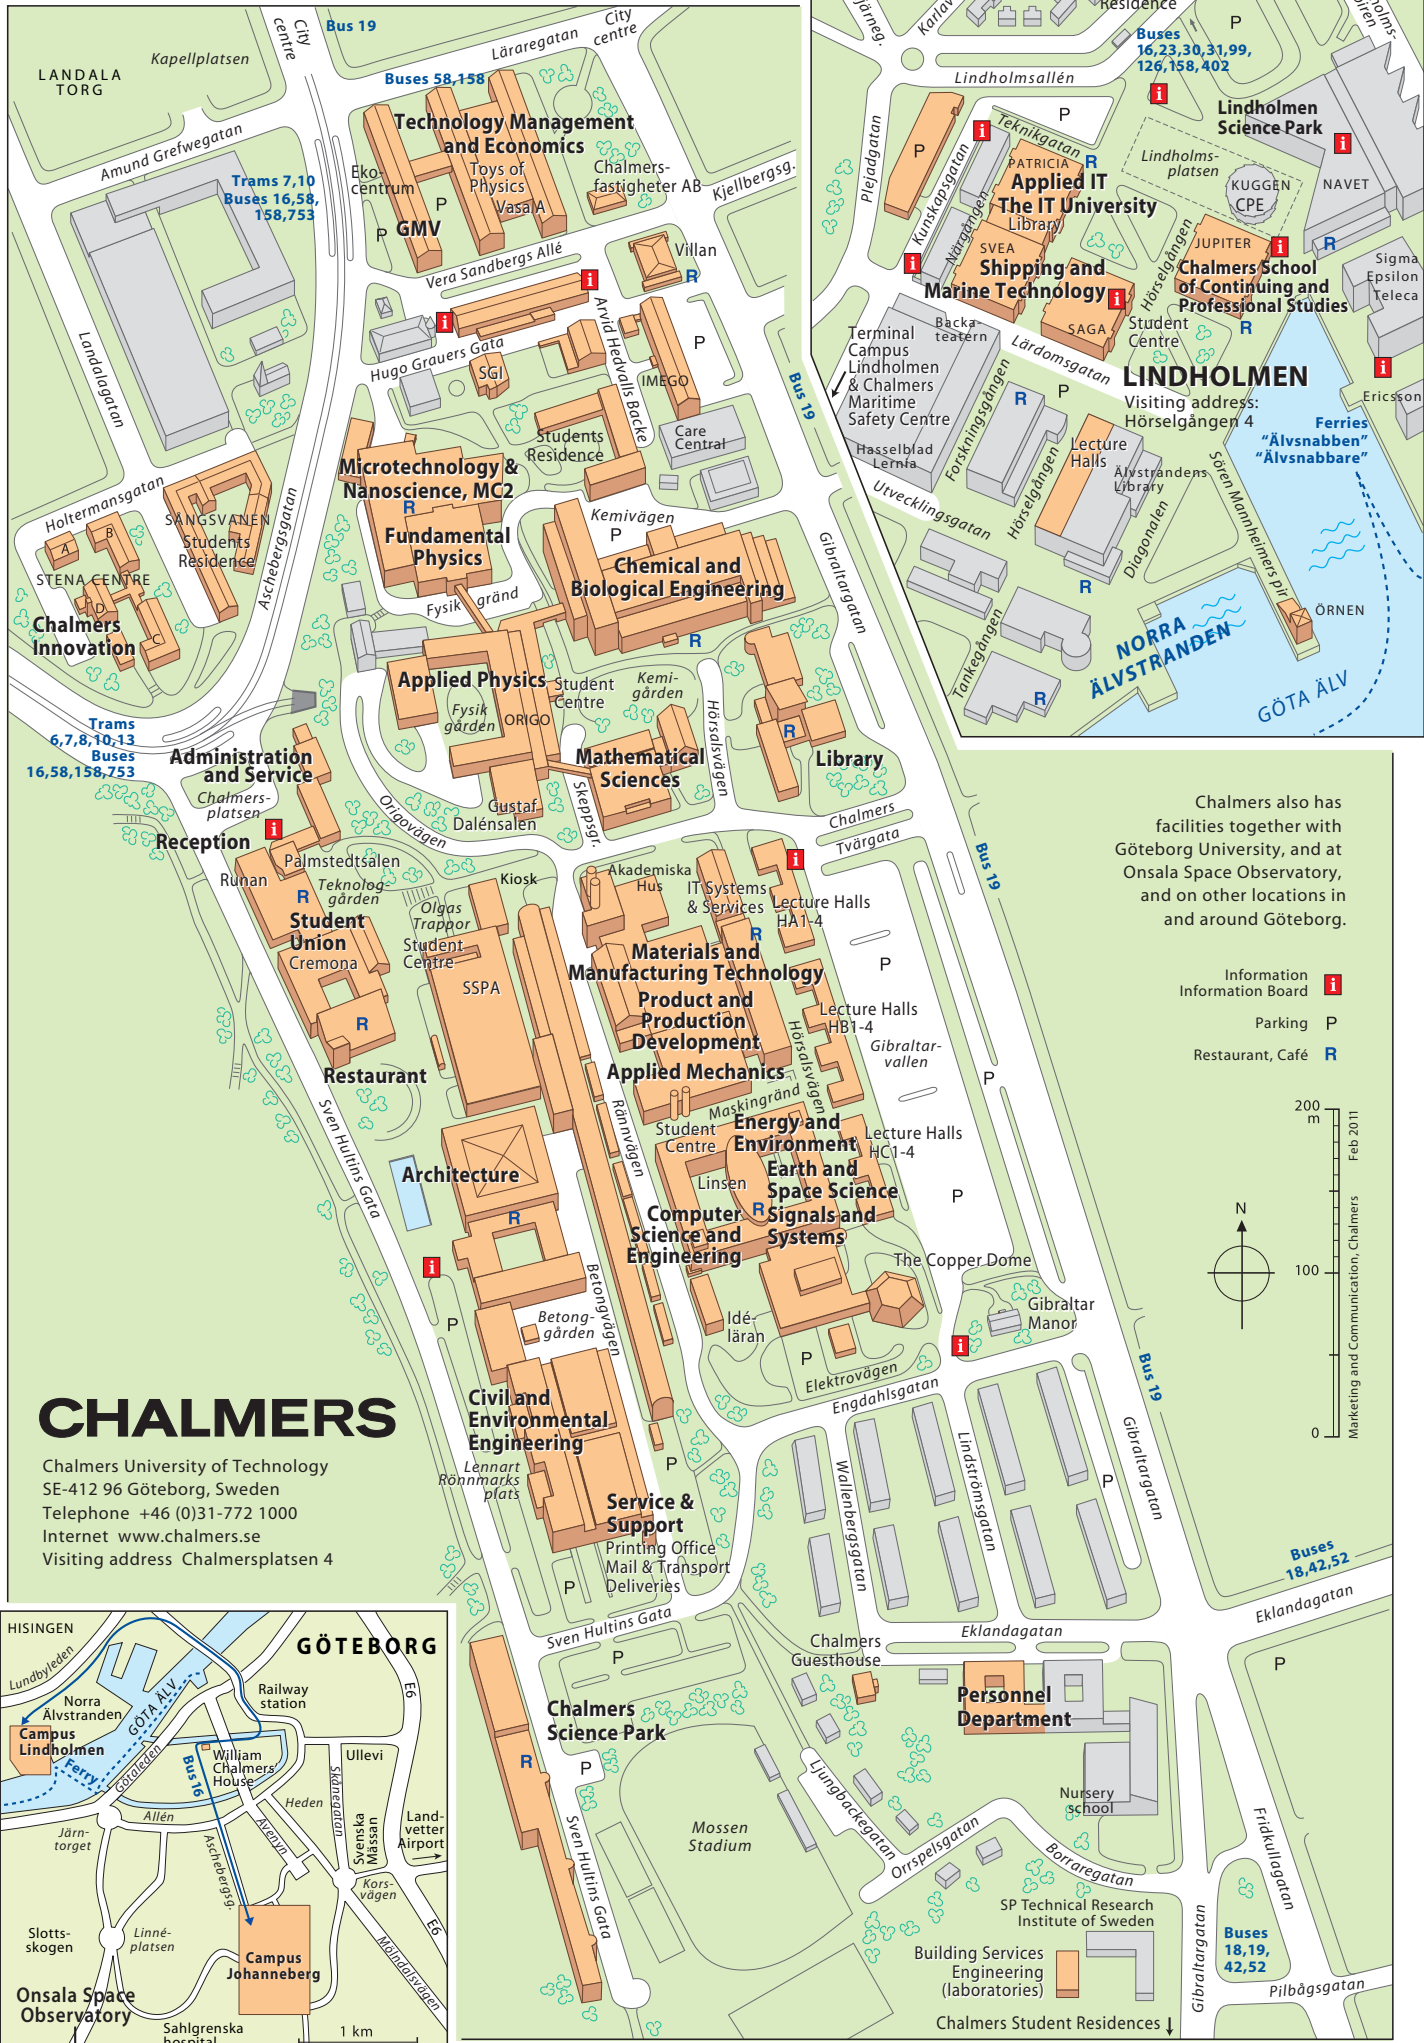 LANDALA
TORG
Kapellplatsen
City
centre
Bus 19
Läraregatan
City
centre
Buses 58,158
Amund Grefwegatan
Trams 7,10
Buses 16,58,
158,753
Technology Management
and Economics
Toys of
Physics
Vasa A
Eko-
centrum
P
P
GMV
Chalmers-
fastigheter AB
Kjellbergsg.
Vera Sandbergs Allé
Villan
R
i
i
Hugo Grauers Gata
Arvid Hedvalls Backe
SGI
IMEGO
P
Bus 19
Landalagatan
Students
Residence
Care
Central
Microtechnology &
Nanoscience, MC2
R
Fundamental
Physics
Holtermansgatan
SÅNGSVANEN
Students
Residence
A
B
STENA CENTRE
D
C
Chalmers
Innovation
Aschebergsgatan
Kemivägen
P
Chemical and
Biological Engineering
R
Fysikgränd
Gibraltargatan
Applied Physics
Student
Centre
Kemi-
gården
Fysik
gården
ORIGO
Hörsalsvägen
R
Library
Trams
6,7,8,10,13
Buses
16,58,158,753
Administration
and Service
Chalmers-
platsen
i
Reception
Mathematical
Sciences
Gustaf
Dalénsalen
Skeppsgr.
Origovägen
Chalmers
Tvärgata
Bus 19
Palmstedtsalen
Runan
R
Teknolog-
gården
Student
Union
Cremona
R
Restaurant
Kiosk
Olgas
Trappor
Student
Centre
SSPA
Akademiska
Hus
IT Systems
& Services
i
Lecture Halls
HA1-4
R
Materials and
Manufacturing Technology
Product and
Production
Development
Applied Mechanics
P
Lecture Halls
HB1-4
Gibraltar-
vallen
Hörsalsvägen
P
Maskingränd
Student
Centre
Energy and
Environment
Lecture Halls
HC1-4
Earth and
Space Science
Linsen
R
Signals and
Systems
Computer
Science and
Engineering
P
Rännvägen
Sven Hultins Gata
Architecture
R
i
P
Betong-
gården
Betongvägen
The Copper Dome
Gibraltar
Manor
i
Idé-
läran
P
Elektrovägen
Engdahlsgatan
Bus 19
Civil and
Environmental
Engineering
Lennart
Rönnmarks
plats
P
Service &
Support
Printing Office
Mail & Transport
Deliveries
P
Wallenbergsgatan
Lindströmsgatan
P
Gibraltargatan
Buses
18,42,52
Eklandagatan
Sven Hultins Gata
P
Eklandagatan
P
Chalmers
Guesthouse
Personnel
Department
Chalmers
Science Park
R
P
Sven Hultins Gata
Mossen
Stadium
Ljungbackegatan
Orrspelsgatan
Borraregatan
Nursery
school
Fridkullagatan
SP Technical Research
Institute of Sweden
Building Services
Engineering
(laboratories)
Chalmers Student Residences
Gibraltargatan
Buses
18,19,
42,52
Pilbågsgatan
CHALMERS
Chalmers University of Technology
SE-412 96 Göteborg, Sweden
Telephone +46 (0)31-772 1000
Internet www.chalmers.se
Visiting address Chalmersplatsen 4
Residence
P
Buses
16,23,30,31,99,
126,158,402
Lindholmsallén
i
Lindholmen
Science Park
i
P
i
P
Plejadgatan
Kunskapsgatan
Teknikgatan
PATRICIA
R
Applied IT
The IT University
Library
Lindholms-
platsen
KUGGEN
CPE
NAVET
Närgången
SVEA
i
Shipping and
Marine Technology
i
SAGA
Hörselgången
JUPITER
i
R
Chalmers School
of Continuing and
Professional Studies
Student
Centre
R
Sigma
Epsilon
Teleca
i
Ericsson
Backa-
teatern
Terminal
Campus
Lindholmen
& Chalmers
Maritime
Safety Centre
Lärdomsgatan
P
LINDHOLMEN
Visiting address:
Hörselgången 4
R
Forskningsgången
Hasselblad
Lernia
Utvecklingsgatan
Hörselgången
Lecture
Halls
Älvstrandens
Library
Diagonalen
R
Ferries
“Älvsnabben”
“Älvsnabbare”
Sören Mannheimers pir
ÖRNEN
Tankegången
R
NORRA
ÄLVSTRANDEN
GÖTA ÄLV
Chalmers also has
facilities together with
Göteborg University, and at
Onsala Space Observatory,
and on other locations in
and around Göteborg.
Information
Information Board i
Parking P
Restaurant, Café R
200
m
100
0
N
Feb 2011
Marketing and Communication, Chalmers
HISINGEN
GÖTEBORG
Lundbyleden
Norra
Älvstranden
GÖTA ÄLV
Railway
station
E6
Campus
Lindholmen
Ferry
Götaleden
Bus 16
William
Chalmers
House
Ullevi
Allén
Heden
Skånegatan
Järn-
torget
Aschebergsg.
Avenyn
Svenska
Mässan
Land-
vetter
Airport
Kors-
vägen
E6
Slotts-
skogen
Linné-
platsen
Mölndalsvägen
Campus
Johanneberg
Onsala Space
Observatory
Sahlgrenska
1 km